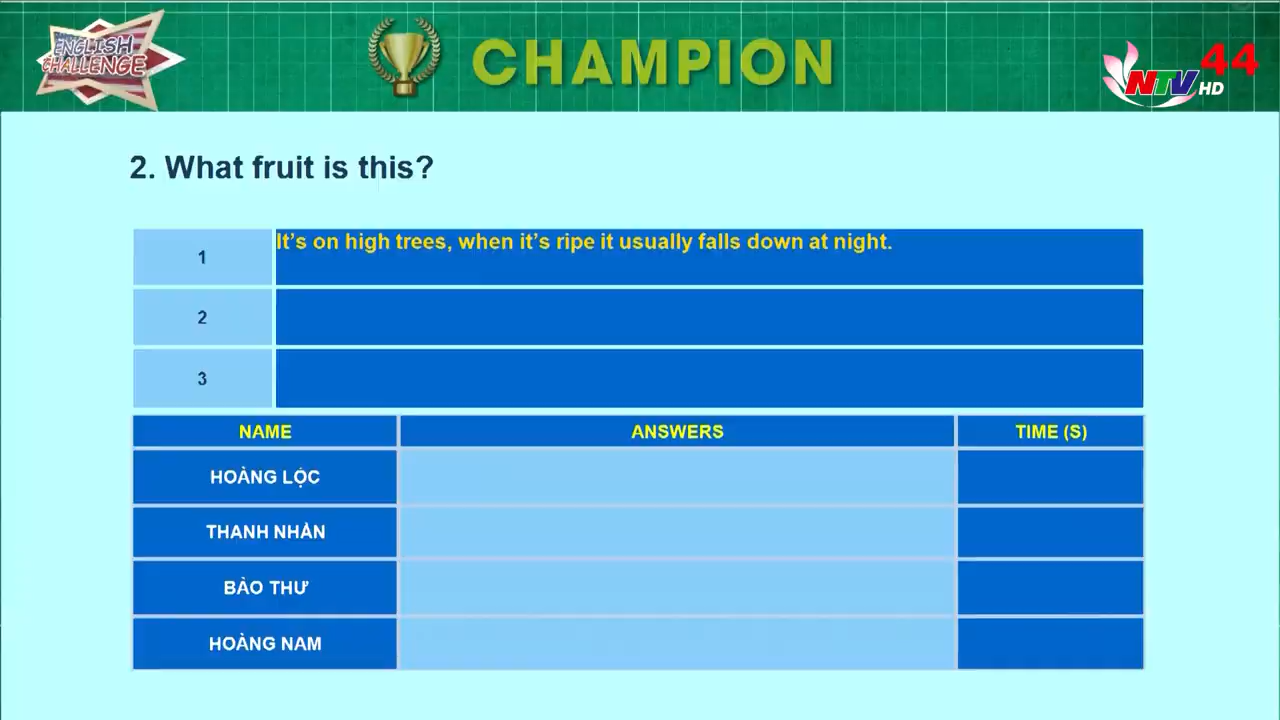 ENGLISH
CHALLENGE
CHAMPION
44
NTV
HD
2. What fruit is this?
1
It’s on high trees, when it’s ripe it usually falls down at night.
2
3
NAME ANSWERS TIME (S)
HOÀNG LỘC
THANH NHÀN
BẢO THƯ
HOÀNG NAM